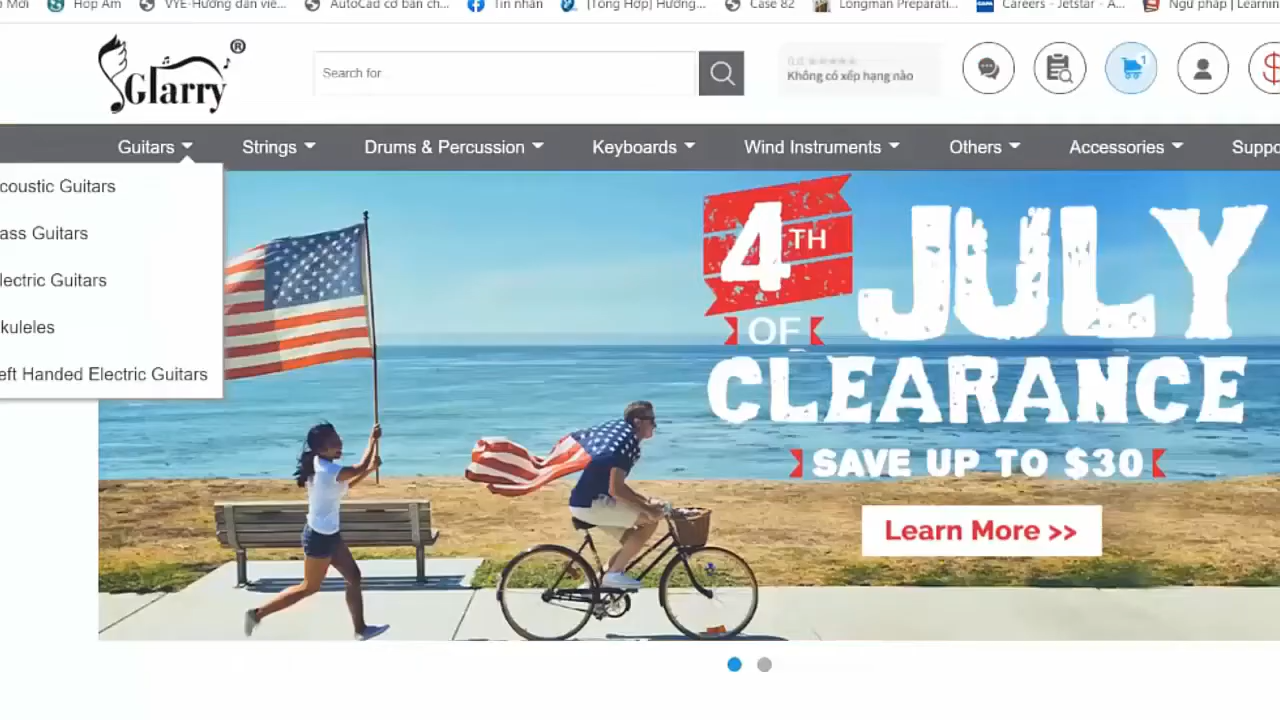 Hợp Âm
VYE-Hướng dẫn viê...
AutoCad cơ bản ch...
Tin nhắn
[Tổng Hợp] Hướng...
Case 82
Longman Preparati...
Careers - Jetstar - A...
Ngữ pháp | Learnin
Glarry ®
Search for
0.0
Không có xếp hạng nào
1
Guitars
Strings
Drums & Percussion
Keyboards
Wind Instruments
Others
Accessories
Suppo
coustic Guitars
ass Guitars
lectric Guitars
kuleles
eft Handed Electric Guitars
4TH
OF
JULY
CLEARANCE
SAVE UP TO $30
Learn More >>